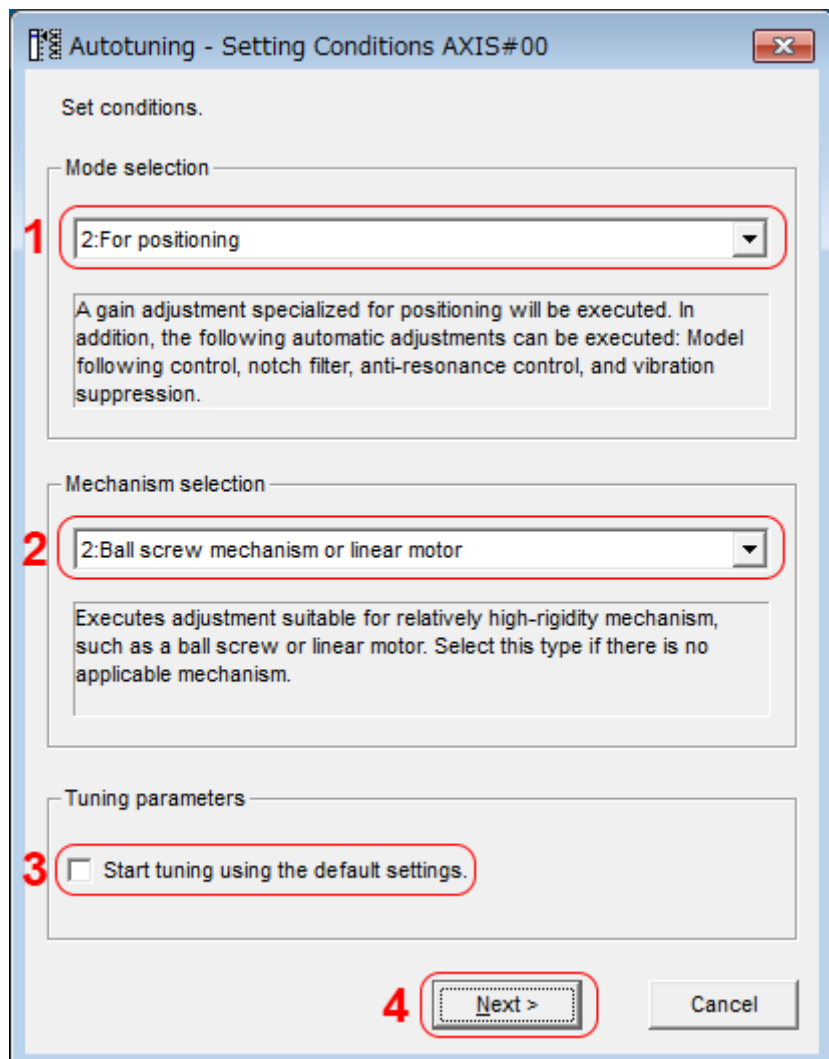 Autotuning - Setting Conditions AXIS#00
Set conditions.
Mode selection
1
2:For positioning
A gain adjustment specialized for positioning will be executed. In
addition, the following automatic adjustments can be executed: Model
following control, notch filter, anti-resonance control, and vibration
suppression.
Mechanism selection
2
2:Ball screw mechanism or linear motor
Executes adjustment suitable for relatively high-rigidity mechanism,
such as a ball screw or linear motor. Select this type if there is no
applicable mechanism.
Tuning parameters
3
Start tuning using the default settings.
4
Next >
Cancel